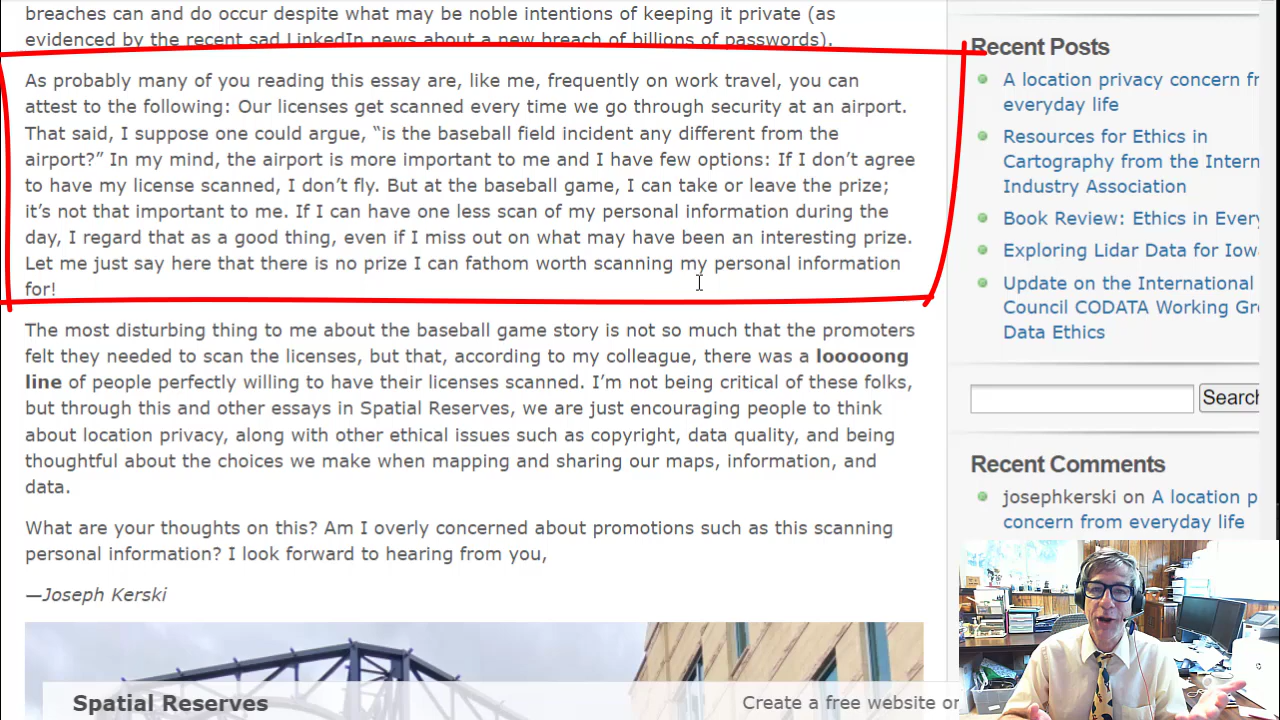 breaches can and do occur despite what may be noble intentions of keeping it private (as
evidenced by the recent sad LinkedIn news about a new breach of billions of passwords).
As probably many of you reading this essay are, like me, frequently on work travel, you can
attest to the following: Our licenses get scanned every time we go through security at an airport.
That said, I suppose one could argue, “is the baseball field incident any different from the
airport?” In my mind, the airport is more important to me and I have few options: If I don’t agree
to have my license scanned, I don’t fly. But at the baseball game, I can take or leave the prize;
it’s not that important to me. If I can have one less scan of my personal information during the
day, I regard that as a good thing, even if I miss out on what may have been an interesting prize.
Let me just say here that there is no prize I can fathom worth scanning my personal information
for!
The most disturbing thing to me about the baseball game story is not so much that the promoters
felt they needed to scan the licenses, but that, according to my colleague, there was a looooong
line of people perfectly willing to have their licenses scanned. I’m not being critical of these folks,
but through this and other essays in Spatial Reserves, we are just encouraging people to think
about location privacy, along with other ethical issues such as copyright, data quality, and being
thoughtful about the choices we make when mapping and sharing our maps, information, and
data.
What are your thoughts on this? Am I overly concerned about promotions such as this scanning
personal information? I look forward to hearing from you,
—Joseph Kerski
Spatial Reserves
Create a free website or
Recent Posts
A location privacy concern fr
everyday life
Resources for Ethics in
Cartography from the Intern
Industry Association
Book Review: Ethics in Every
Exploring Lidar Data for Iow
Update on the International
Council CODATA Working Gr
Data Ethics
Search
Recent Comments
josephkerski on A location p
concern from everyday life